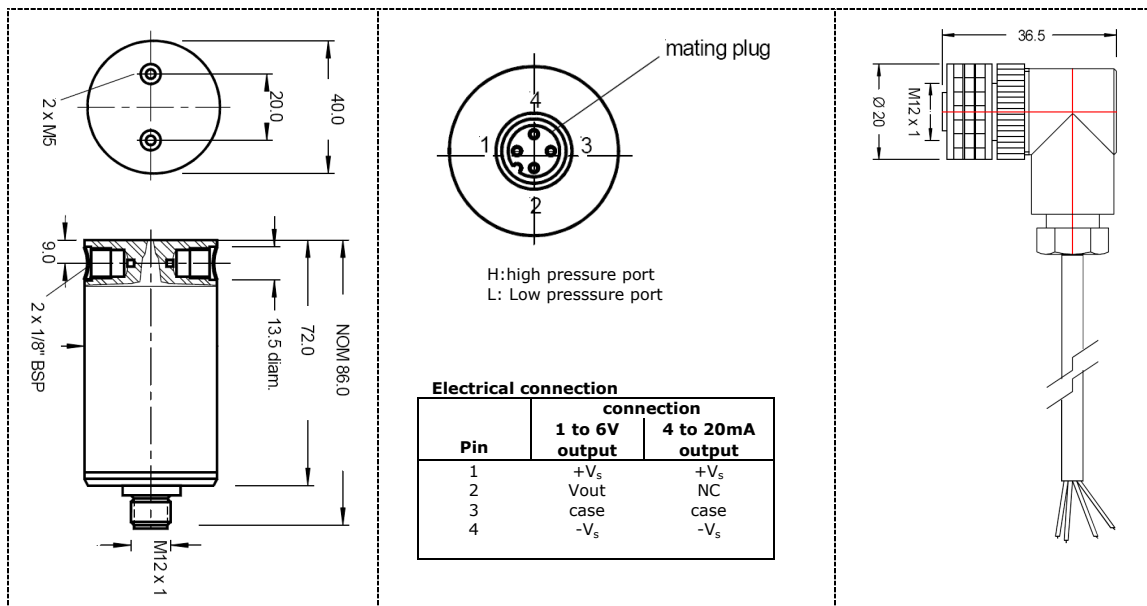 2 x M5
20.0
40.0
9.0
2 x 1/8" BSP
13.5 diam.
72.0
NOM 86.0
M12 x 1
mating plug
4
1
3
2
H:high pressure port
L: Low presssure port
Electrical connection
connection
Pin 1 to 6V output 4 to 20mA output
1 +Vs +Vs
2 Vout NC
3 case case
4 -Vs -Vs
36.5
Ø 20
M12 x 1